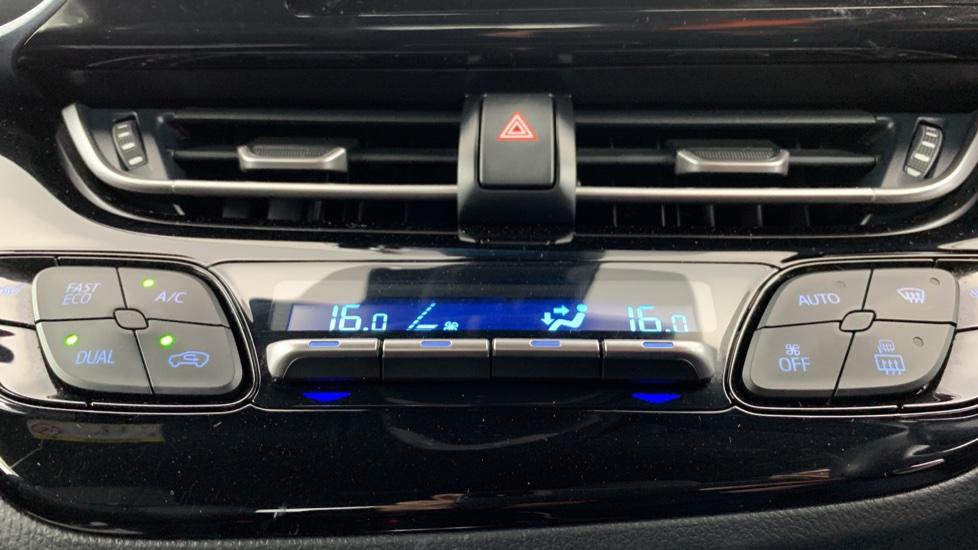 FAST
ECO
A/C
DUAL
16.0
16.0
AUTO
OFF